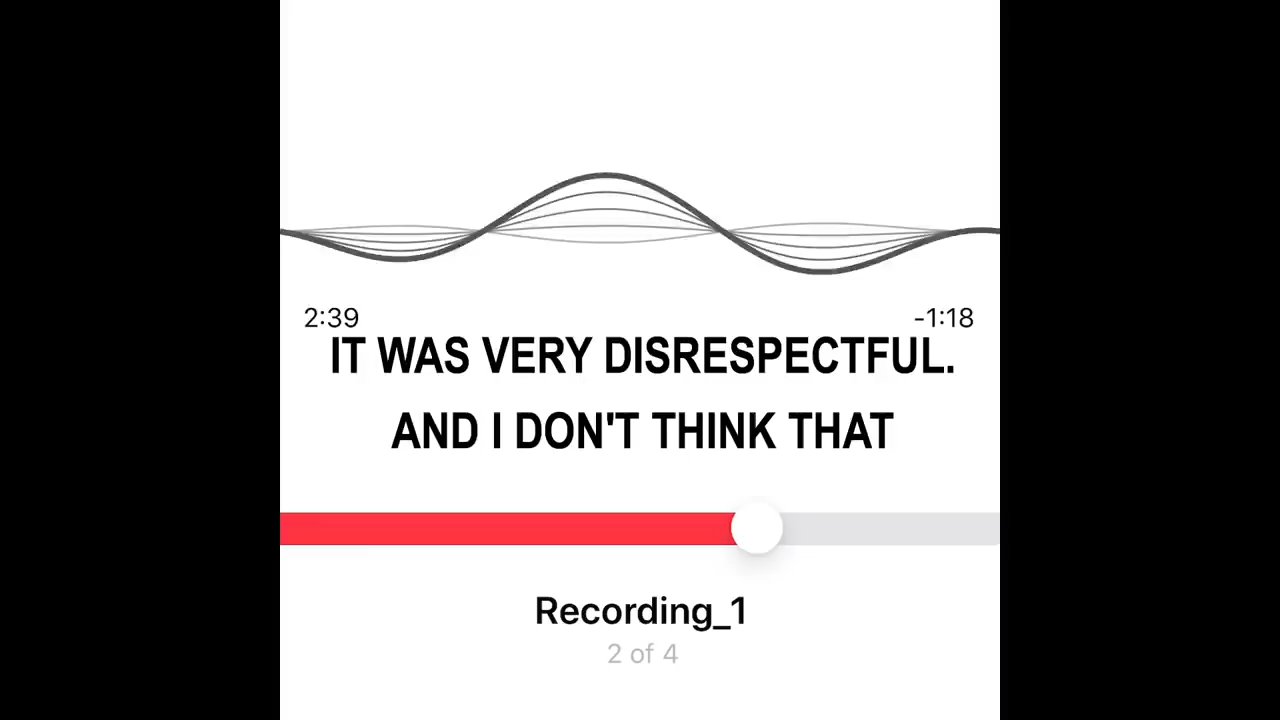 2:39
-1:18
IT WAS VERY DISRESPECTFUL.
AND I DON'T THINK THAT
Recording_1
2 of 4